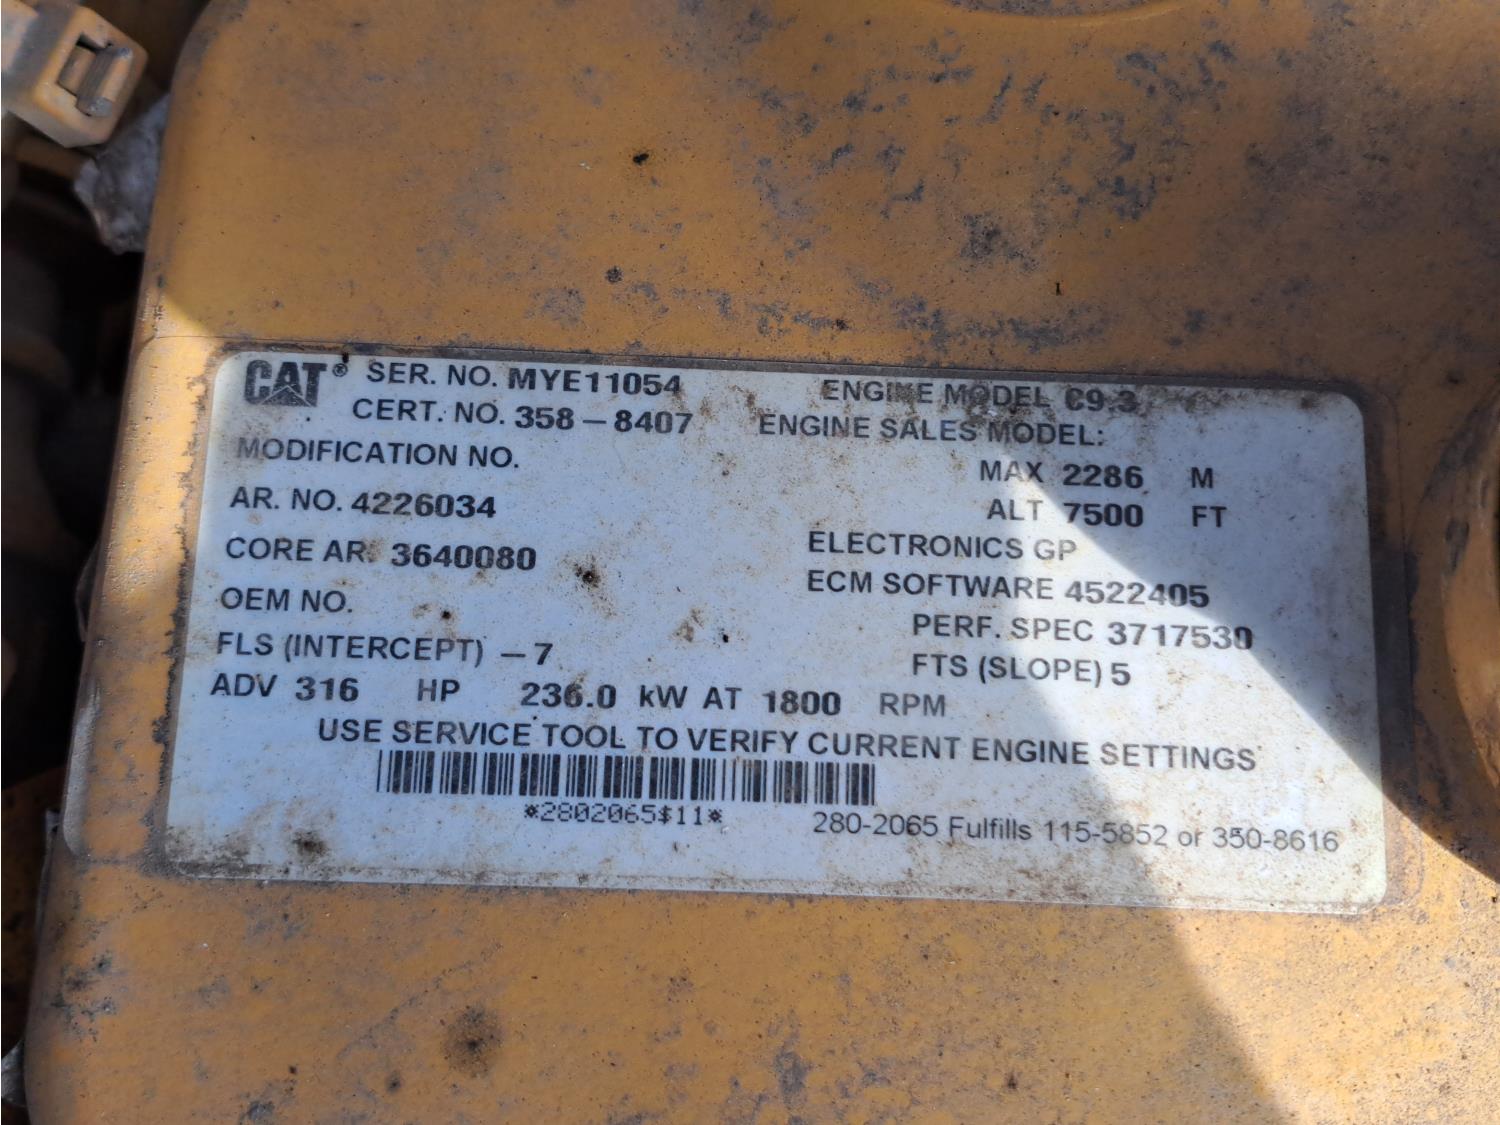 CAT® SER. NO. MYE11054 ENGINE MODEL C9.3
CERT. NO. 358-8407 ENGINE SALES MODEL:
MODIFICATION NO. MAX 2286 M
AR. NO. 4226034 ALT 7500 FT
CORE AR. 3640080 ELECTRONICS GP
OEM NO. ECM SOFTWARE 4522405
FLS (INTERCEPT) -7 PERF. SPEC 3717530
FTS (SLOPE) 5
ADV 316 HP 236.0 kW AT 1800 RPM
USE SERVICE TOOL TO VERIFY CURRENT ENGINE SETTINGS
*2802065$11* 280-2065 Fulfills 115-5852 or 350-8616